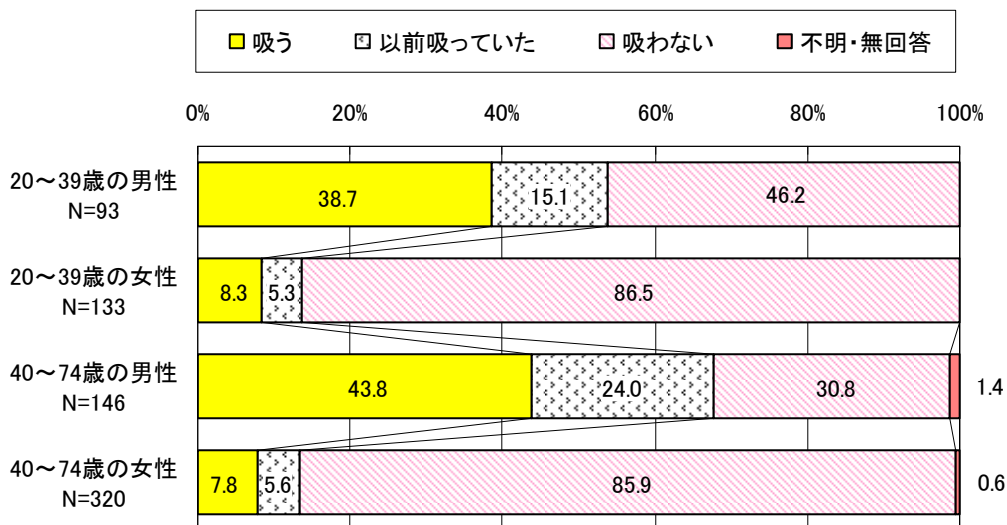 吸う 以前吸っていた 吸わない 不明・無回答
0% 20% 40% 60% 80% 100%
20～39歳の男性
N=93
38.7 15.1 46.2
20～39歳の女性
N=133
8.3 5.3 86.5
40～74歳の男性
N=146
43.8 24.0 30.8 1.4
40～74歳の女性
N=320
7.8 5.6 85.9 0.6